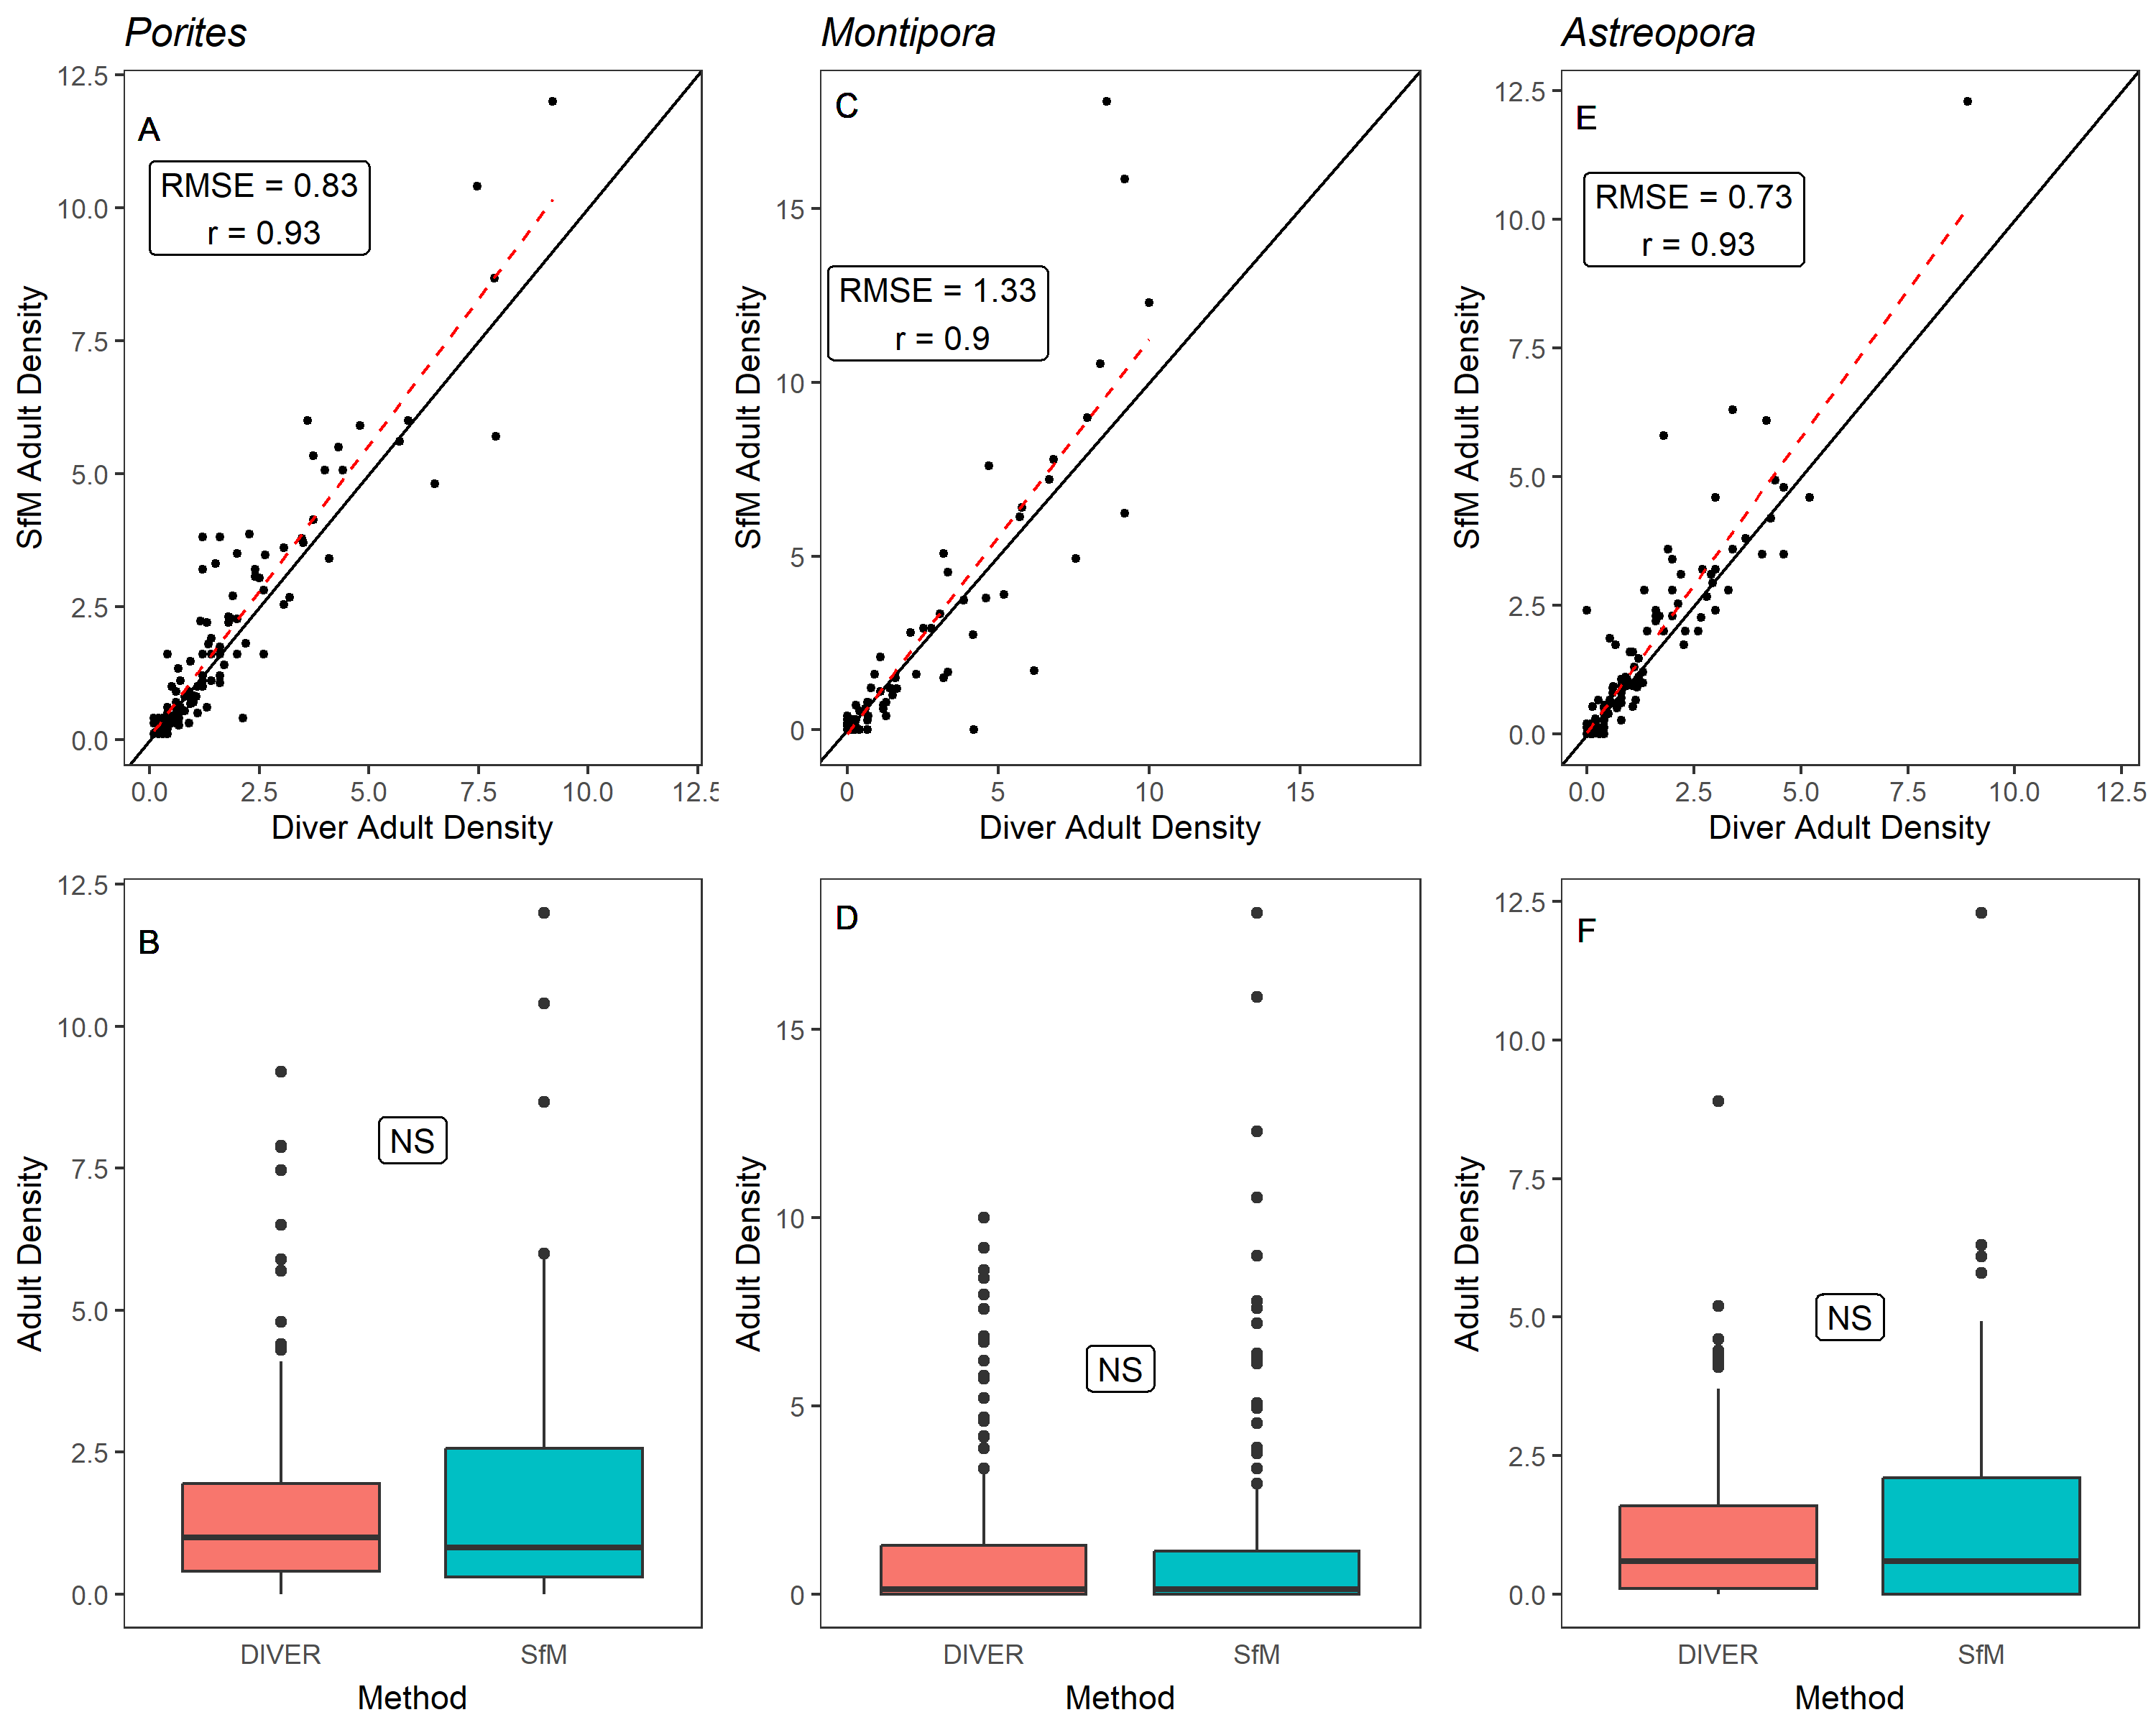 Porites
Montipora
Astreopora
12.5
10.0
7.5
5.0
2.5
0.0
SfM Adult Density
A
RMSE = 0.83
r = 0.93
0.0 2.5 5.0 7.5 10.0 12.5
Diver Adult Density
15
10
5
0
SfM Adult Density
C
RMSE = 1.33
r = 0.9
0 5 10 15
Diver Adult Density
12.5
10.0
7.5
5.0
2.5
0.0
SfM Adult Density
E
RMSE = 0.73
r = 0.93
0.0 2.5 5.0 7.5 10.0 12.5
Diver Adult Density
12.5
10.0
7.5
5.0
2.5
0.0
Adult Density
B
NS
DIVER SfM
Method
15
10
5
0
Adult Density
D
NS
DIVER SfM
Method
12.5
10.0
7.5
5.0
2.5
0.0
Adult Density
F
NS
DIVER SfM
Method